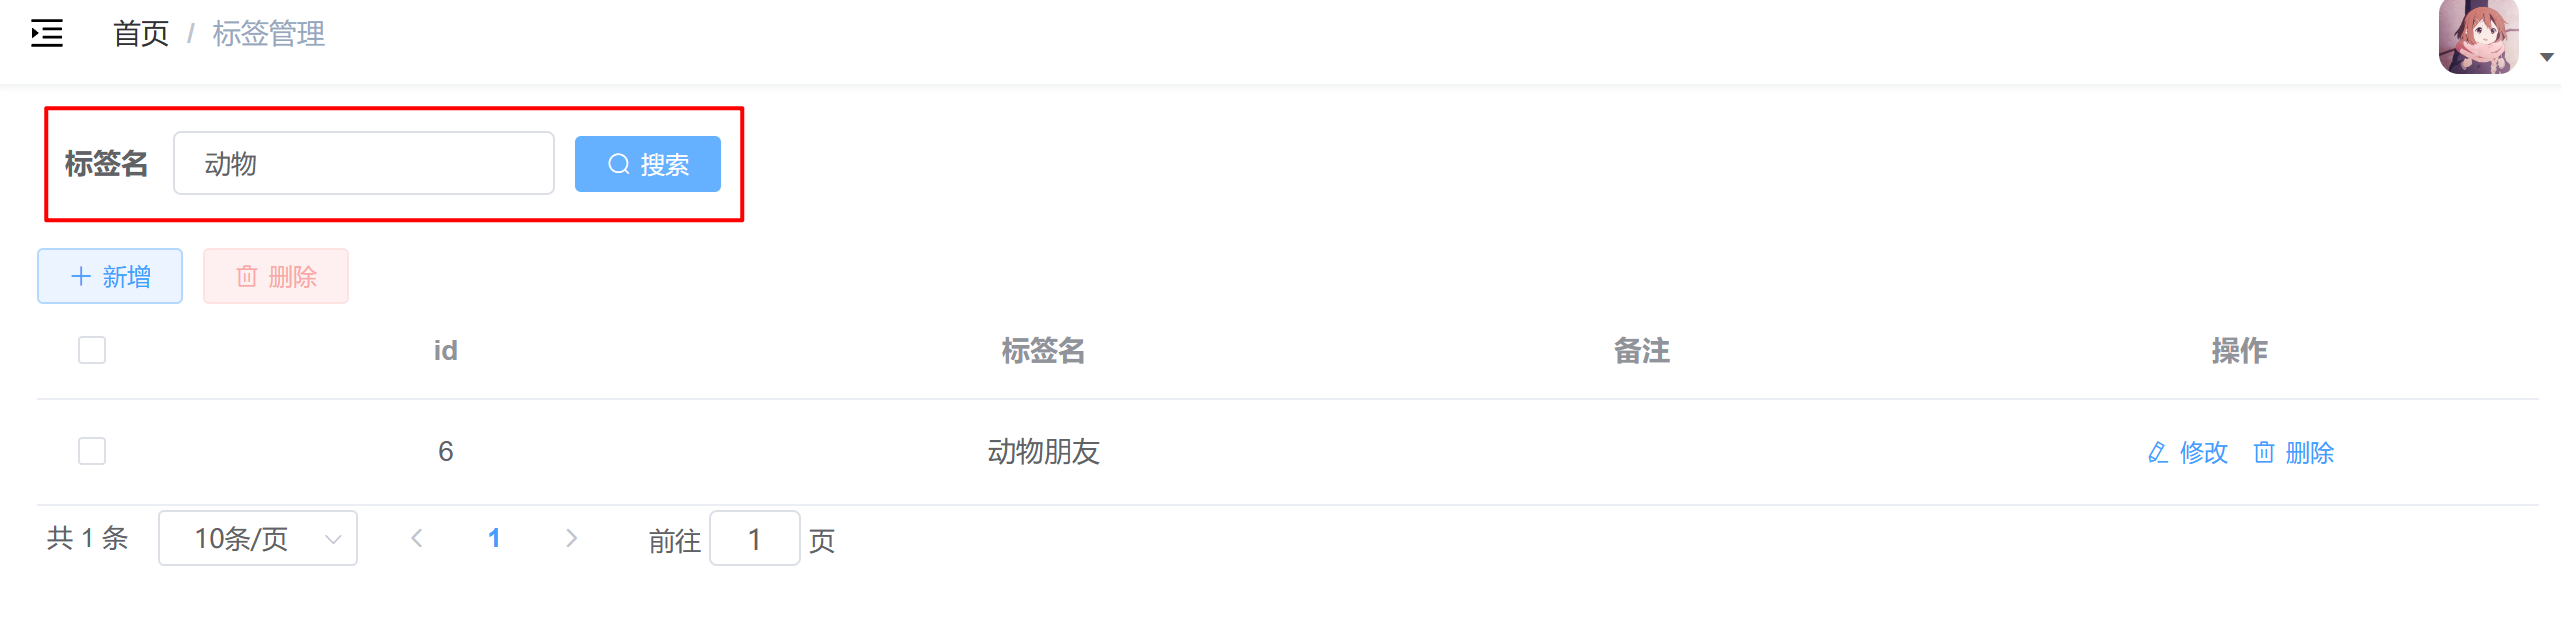 首页 / 标签管理
标签名 动物 搜索
新增 删除
id 标签名 备注 操作
6 动物朋友 修改 删除
共 1 条 10条/页 1 前往 1 页